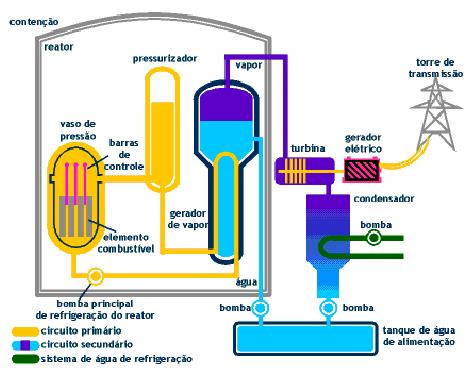 contenção
reator
pressurizador
vapor
torre de
transmissão
vaso de
pressão
barras
de
controle
turbina
gerador
elétrico
condensador
gerador
de vapor
bomba
elemento
combustível
água
bomba principal
de refrigeração do reator
bomba
bomba
circuito primário
circuito secundário
sistema de água de refrigeração
tanque de água
de alimentação